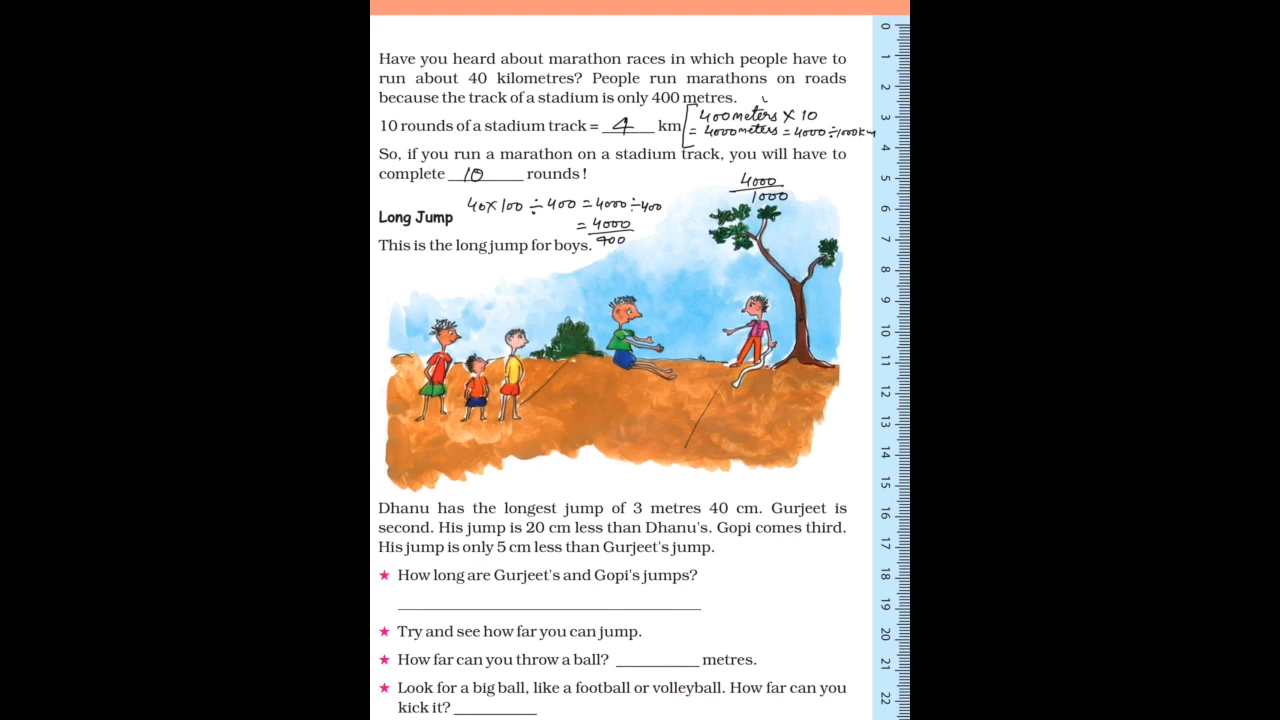 Have you heard about marathon races in which people have to
run about 40 kilometres? People run marathons on roads
because the track of a stadium is only 400 metres.
10 rounds of a stadium track = 4 km
400 meters × 10
= 4000 meters = 4000 ÷ 1000 km
So, if you run a marathon on a stadium track, you will have to
complete 10 rounds!
4000
1000
40 × 100 ÷ 400 = 4000 ÷ 400
= 4000
400
Long Jump
This is the long jump for boys.
Dhanu has the longest jump of 3 metres 40 cm. Gurjeet is
second. His jump is 20 cm less than Dhanu's. Gopi comes third.
His jump is only 5 cm less than Gurjeet's jump.
★ How long are Gurjeet's and Gopi's jumps?
★ Try and see how far you can jump.
★ How far can you throw a ball? __________ metres.
★ Look for a big ball, like a football or volleyball. How far can you
kick it? __________
0
1
2
3
4
5
6
7
8
9
10
11
12
13
14
15
16
17
18
19
20
21
22